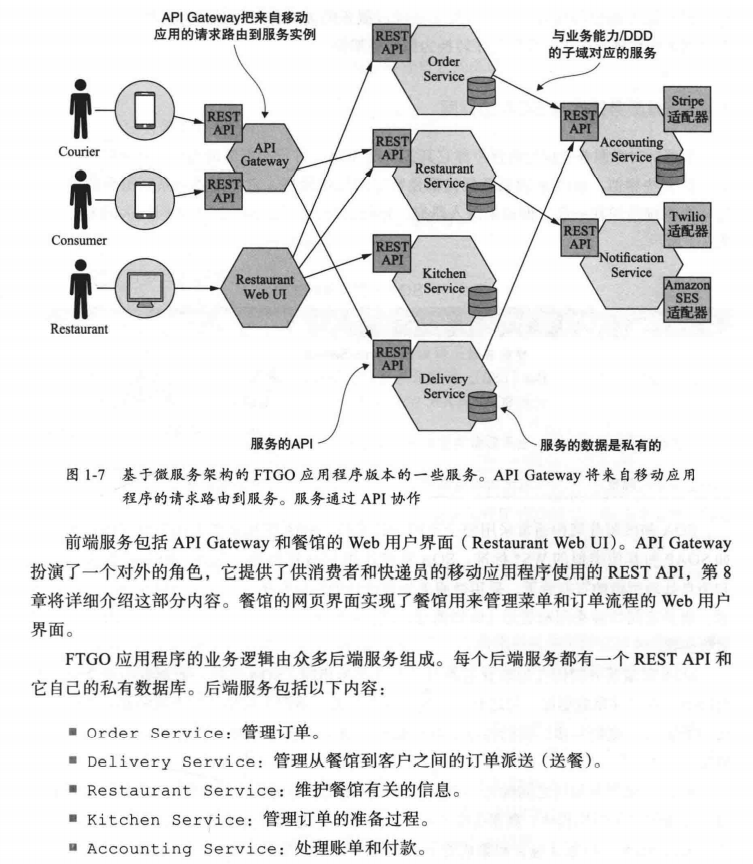 API Gateway把来自移动
应用的请求路由到服务实例
与业务能力/DDD
的子域对应的服务
REST
API
Order
Service
Stripe
适配器
REST
API
API
Gateway
REST
API
Courier
REST
API
Restaurant
Service
REST
API
Accounting
Service
Consumer
REST
API
Kitchen
Service
REST
API
Notification
Service
Twilio
适配器
Amazon
SES
适配器
Restaurant
Restaurant
Web UI
REST
API
Delivery
Service
服务的API
服务的数据是私有的
图 1-7 基于微服务架构的 FTGO 应用程序版本的一些服务。API Gateway 将来自移动应用
程序的请求路由到服务。服务通过 API 协作
前端服务包括 API Gateway 和餐馆的 Web 用户界面（Restaurant Web UI）。API Gateway
扮演了一个对外的角色，它提供了供消费者和快递员的移动应用程序使用的 REST API，第 8
章将详细介绍这部分内容。餐馆的网页界面实现了餐馆用来管理菜单和订单流程的 Web 用户
界面。
FTGO 应用程序的业务逻辑由众多后端服务组成。每个后端服务都有一个 REST API 和
它自己的私有数据库。后端服务包括以下内容：
■ Order Service：管理订单。
■ Delivery Service：管理从餐馆到客户之间的订单派送（送餐）。
■ Restaurant Service：维护餐馆有关的信息。
■ Kitchen Service：管理订单的准备过程。
■ Accounting Service：处理账单和付款。